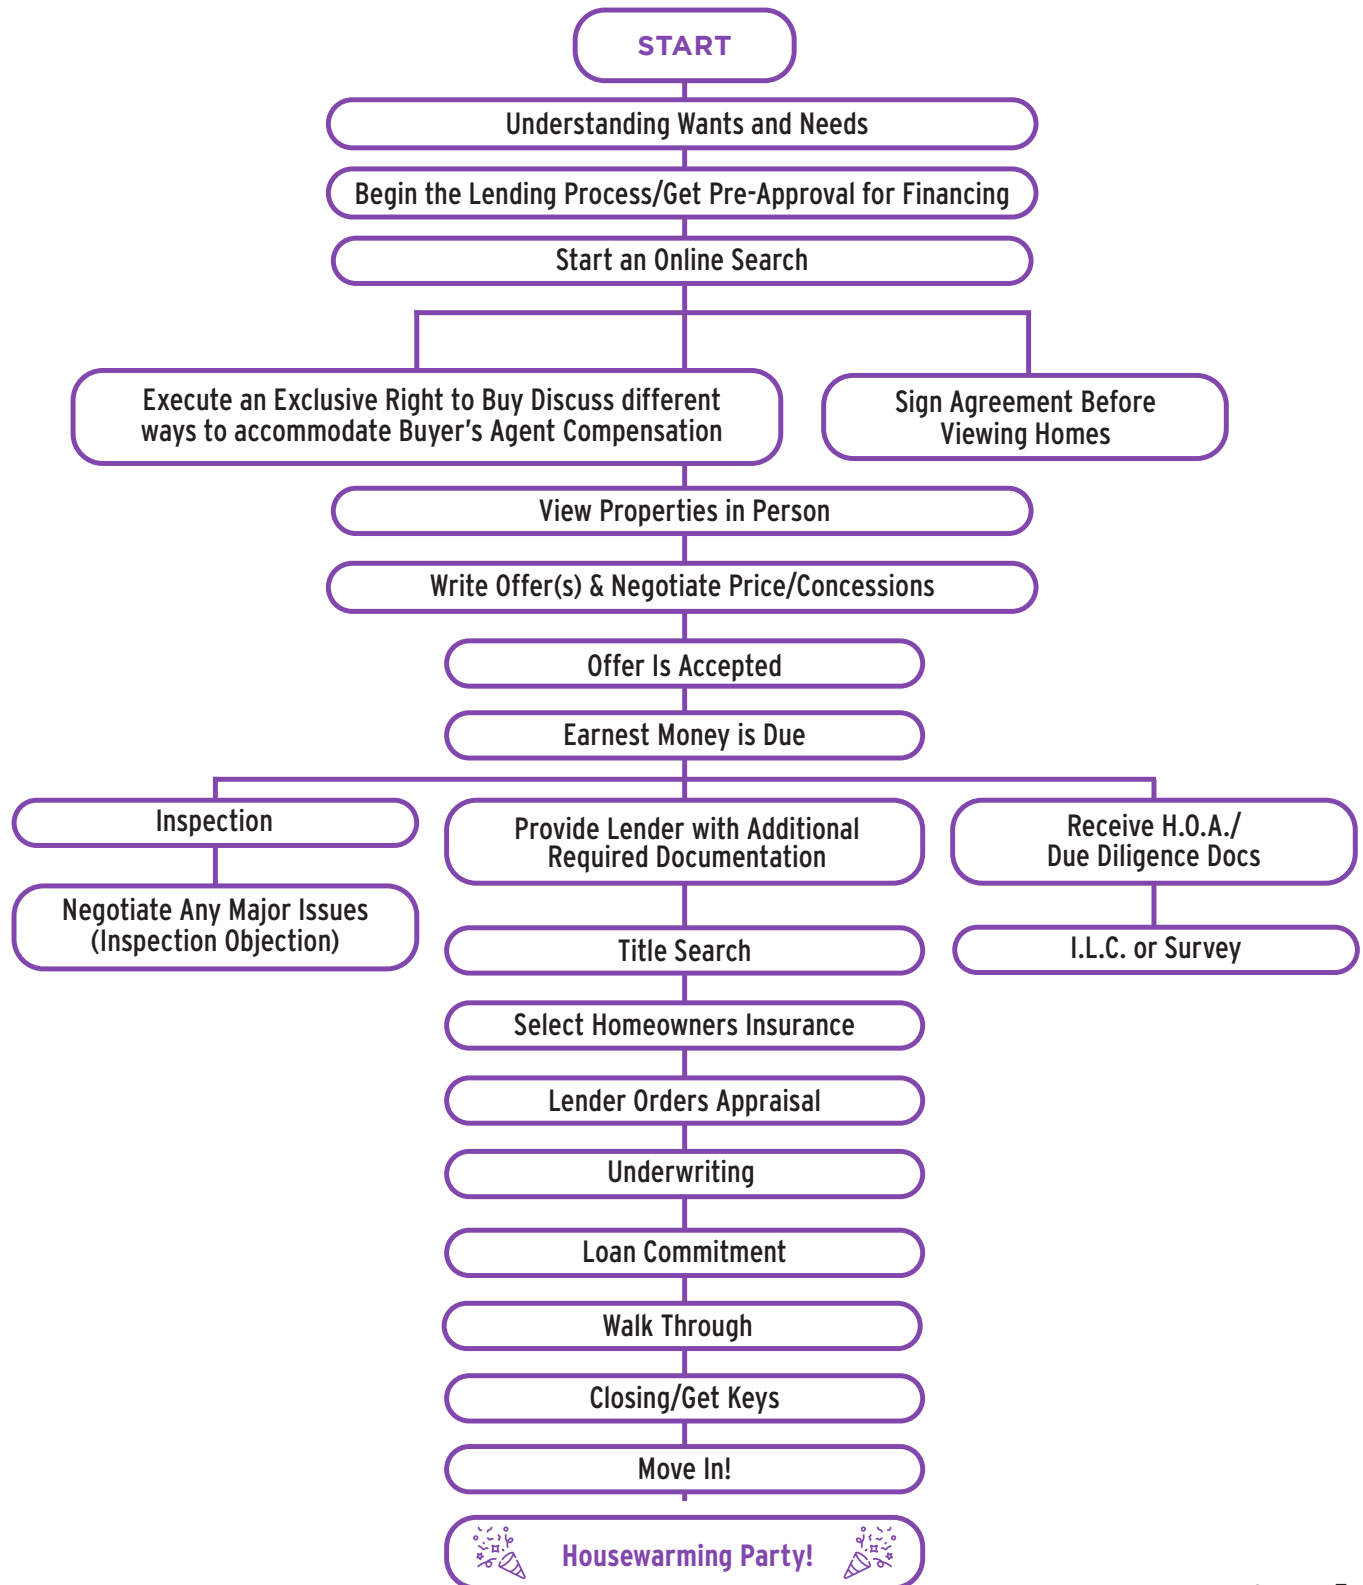 START
Understanding Wants and Needs
Begin the Lending Process/Get Pre-Approval for Financing
Start an Online Search
Execute an Exclusive Right to Buy Discuss different
ways to accommodate Buyer's Agent Compensation
Sign Agreement Before
Viewing Homes
View Properties in Person
Write Offer(s) & Negotiate Price/Concessions
Offer Is Accepted
Earnest Money is Due
Inspection
Negotiate Any Major Issues
(Inspection Objection)
Provide Lender with Additional
Required Documentation
Receive H.O.A./
Due Diligence Docs
I.L.C. or Survey
Title Search
Select Homeowners Insurance
Lender Orders Appraisal
Underwriting
Loan Commitment
Walk Through
Closing/Get Keys
Move In!
Housewarming Party!